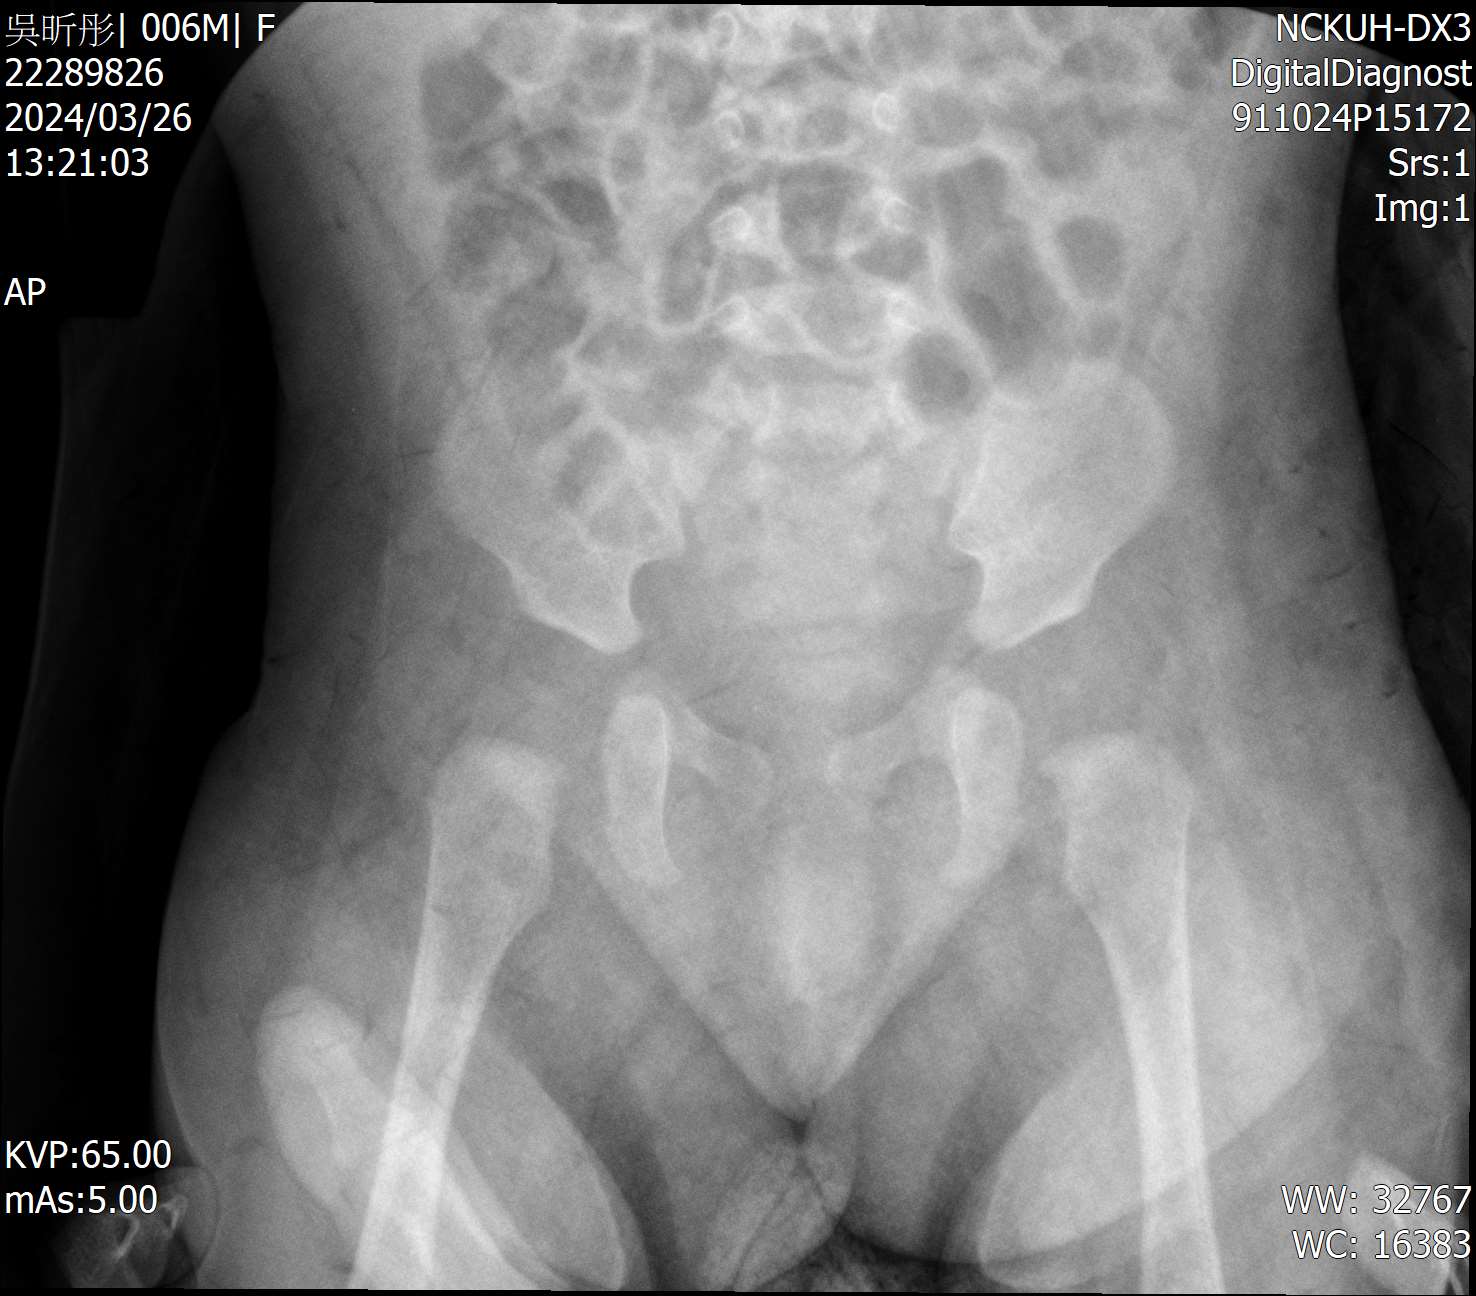 吳昕彤| 006M| F
22289826
2024/03/26
13:21:03
AP
NCKUH-DX3
DigitalDiagnost
911024P15172
Srs:1
Img:1
KVP:65.00
mAs:5.00
WW: 32767
WC: 16383